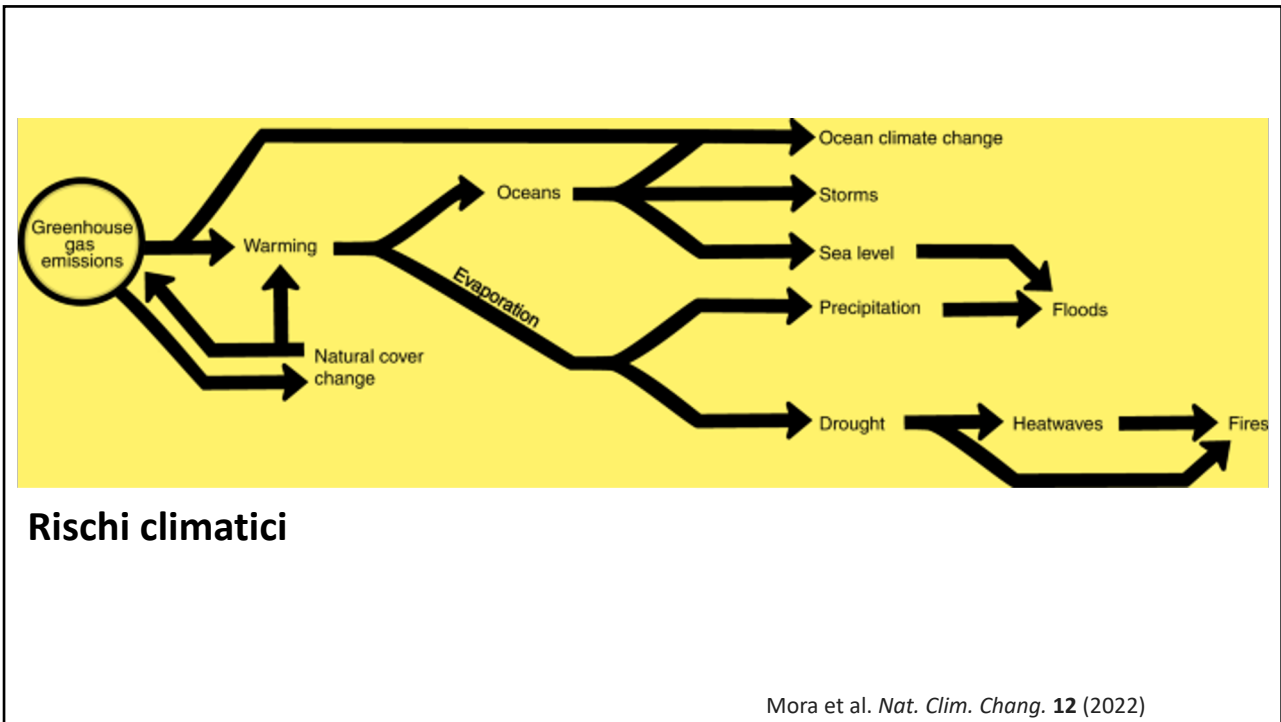 Ocean climate change
Oceans
Storms
Greenhouse
gas
emissions
Warming
Sea level
Evaporation
Precipitation
Floods
Natural cover
change
Drought
Heatwaves
Fires
Rischi climatici
Mora et al. Nat. Clim. Chang. 12 (2022)